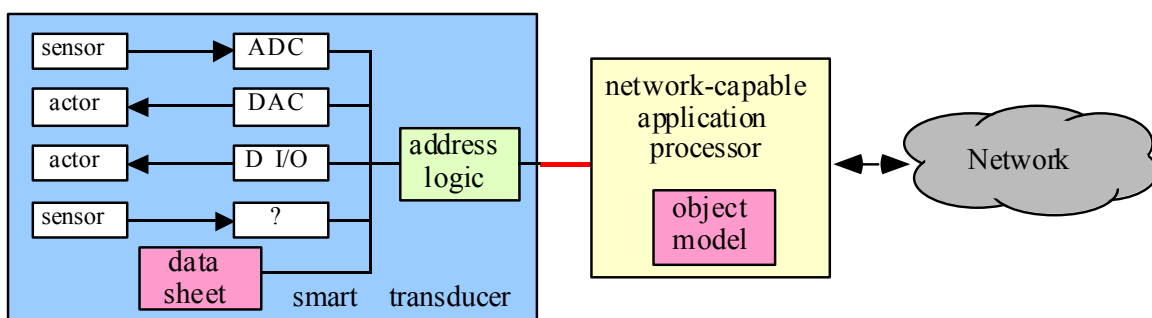 sensor
ADC
actor
DAC
actor
D I/O
sensor
?
data
sheet
smart transducer
address
logic
network-capable
application
processor
object
model
Network